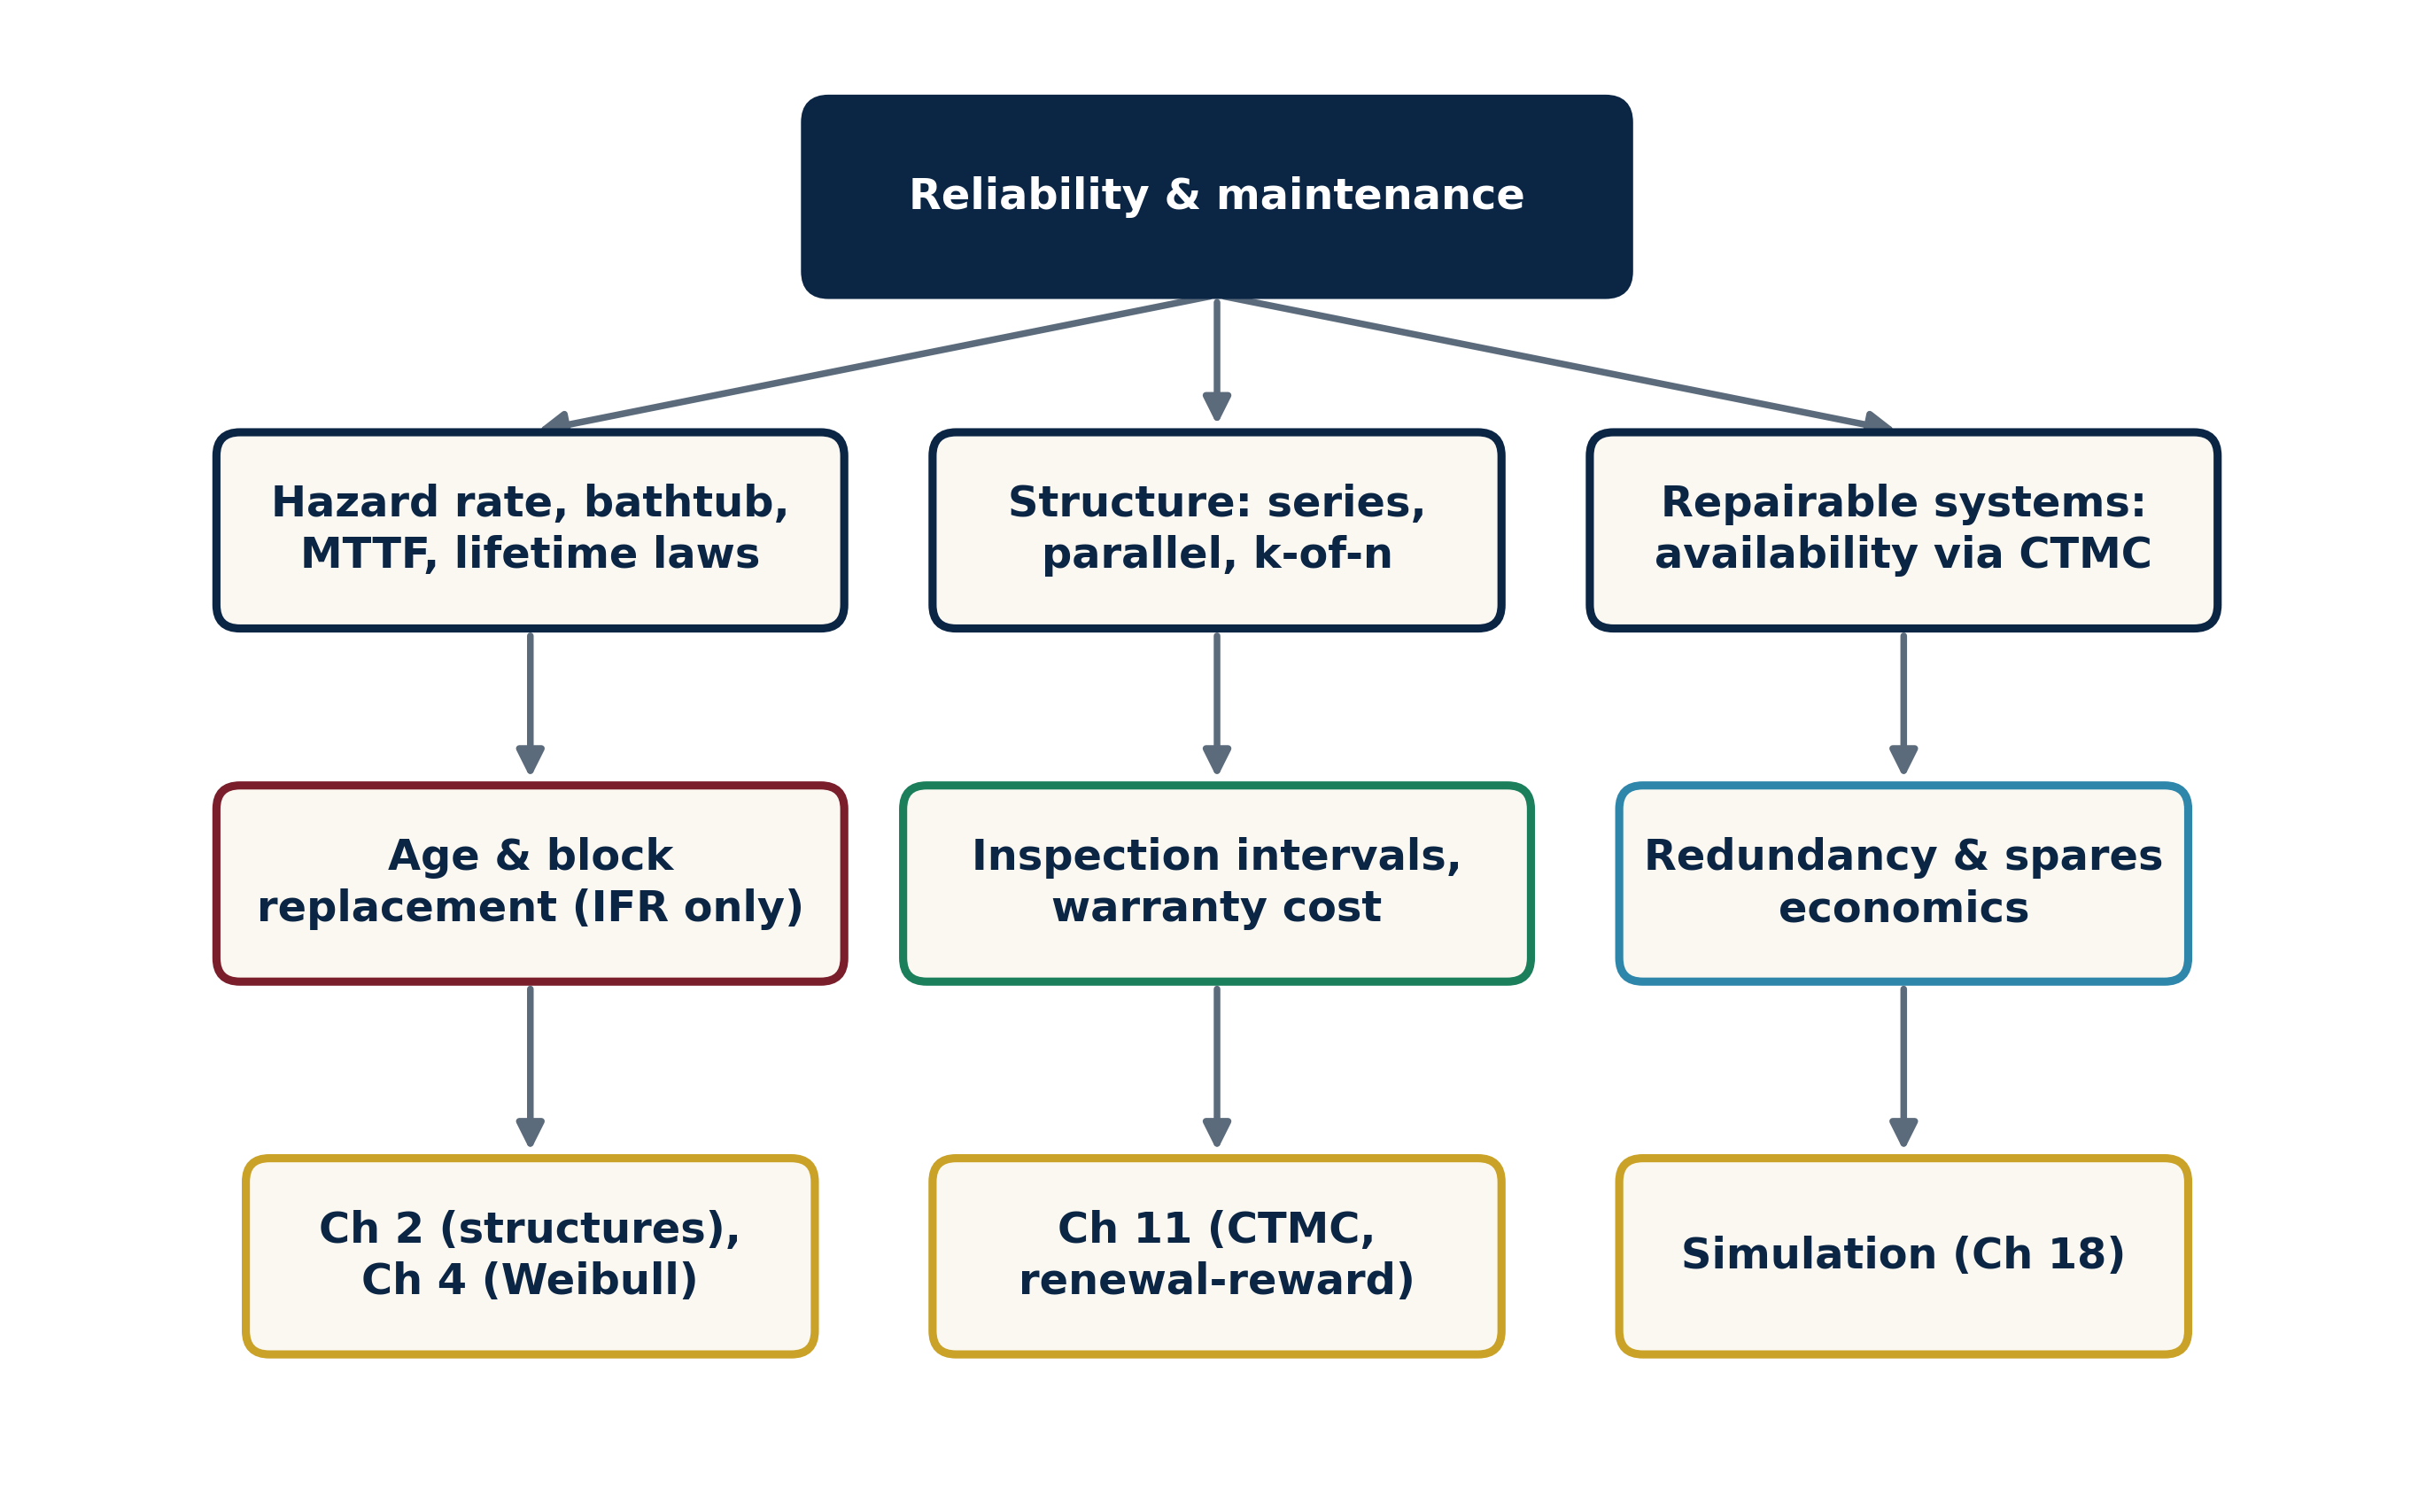 Reliability & maintenance
Hazard rate, bathtub,
MTTF, lifetime laws
Structure: series,
parallel, k-of-n
Repairable systems:
availability via CTMC
Age & block
replacement (IFR only)
Inspection intervals,
warranty cost
Redundancy & spares
economics
Ch 2 (structures),
Ch 4 (Weibull)
Ch 11 (CTMC,
renewal-reward)
Simulation (Ch 18)